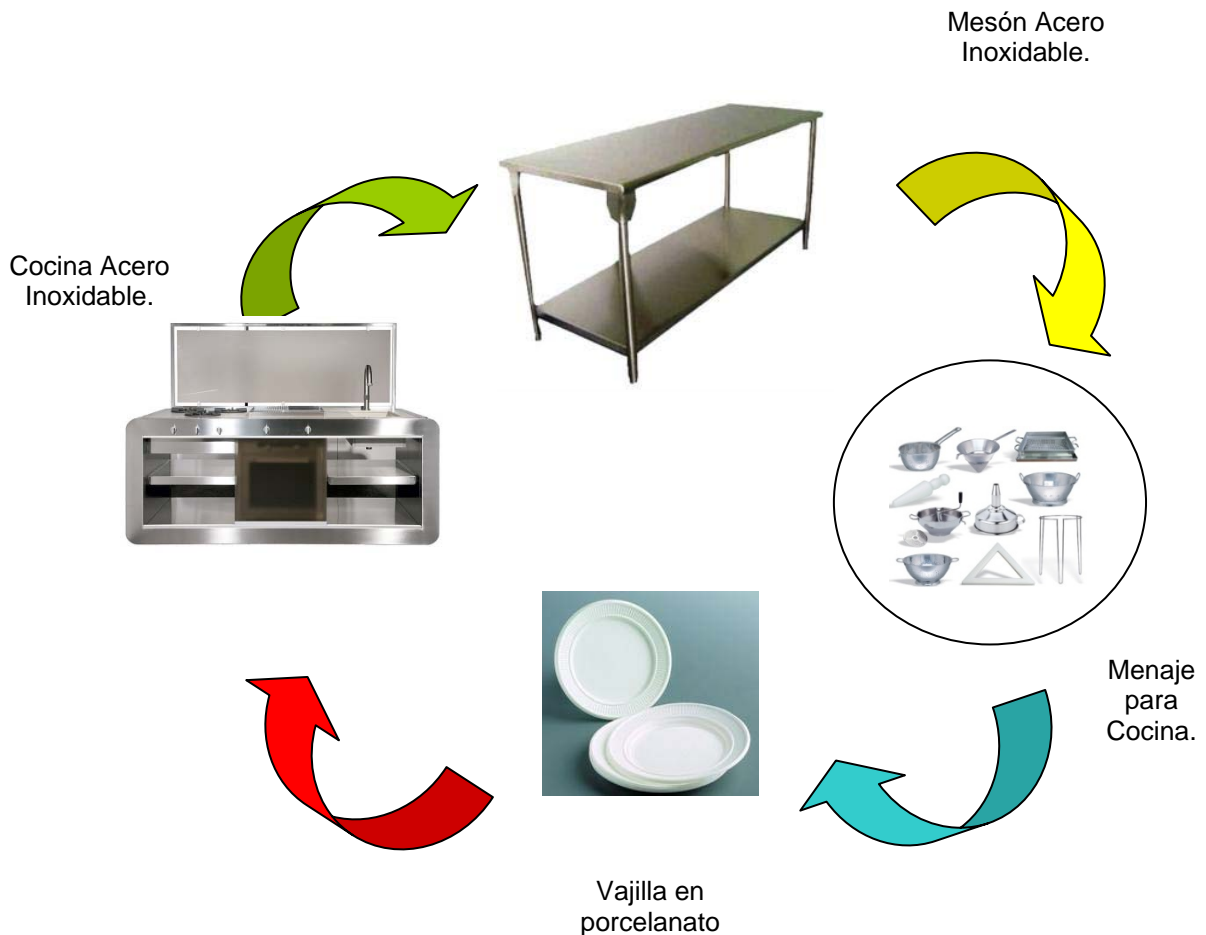 Mesón Acero
Inoxidable.
Cocina Acero
Inoxidable.
Menaje
para
Cocina.
Vajilla en
porcelanato